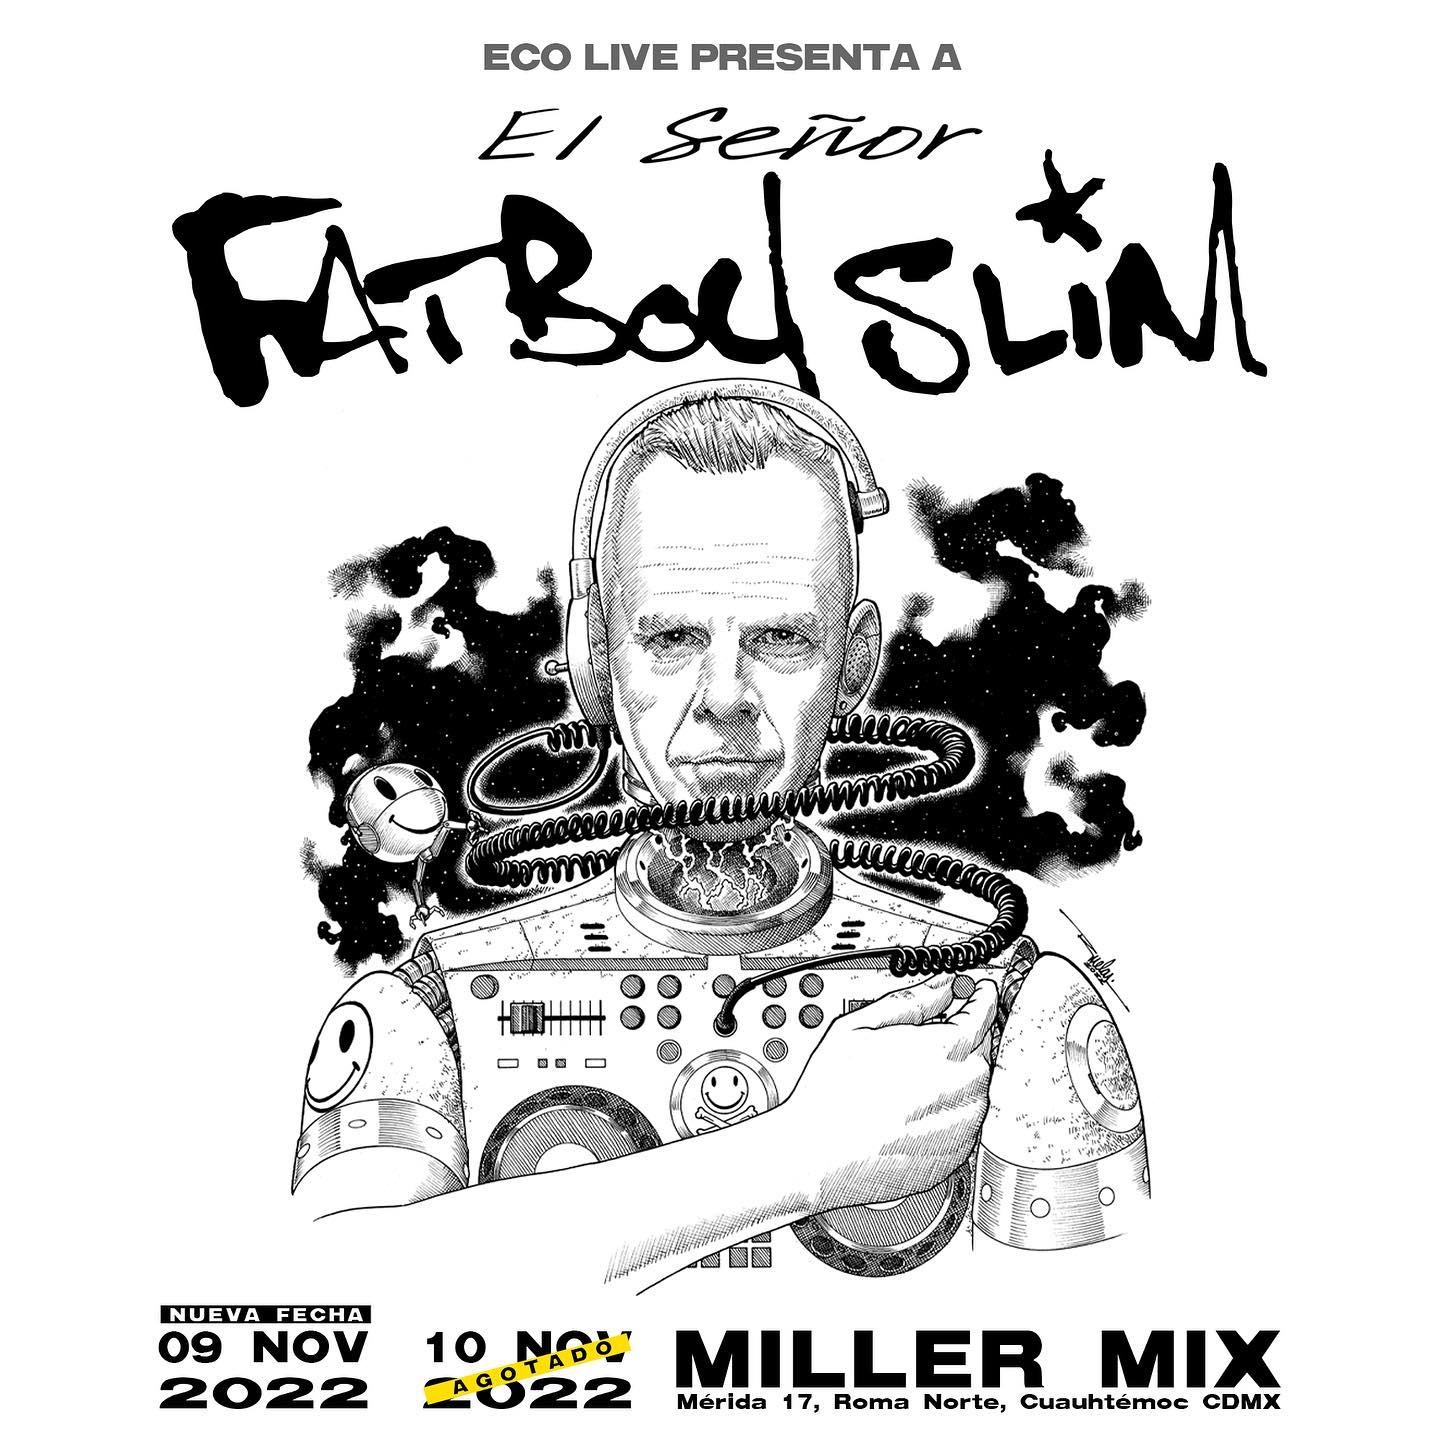 ECO LIVE PRESENTA A
El Señor
FATBOY SLIM
NUEVA FECHA
09 NOV
2022
10 NOV
2022
AGOTADO
MILLER MIX
Mérida 17, Roma Norte, Cuauhtémoc CDMX